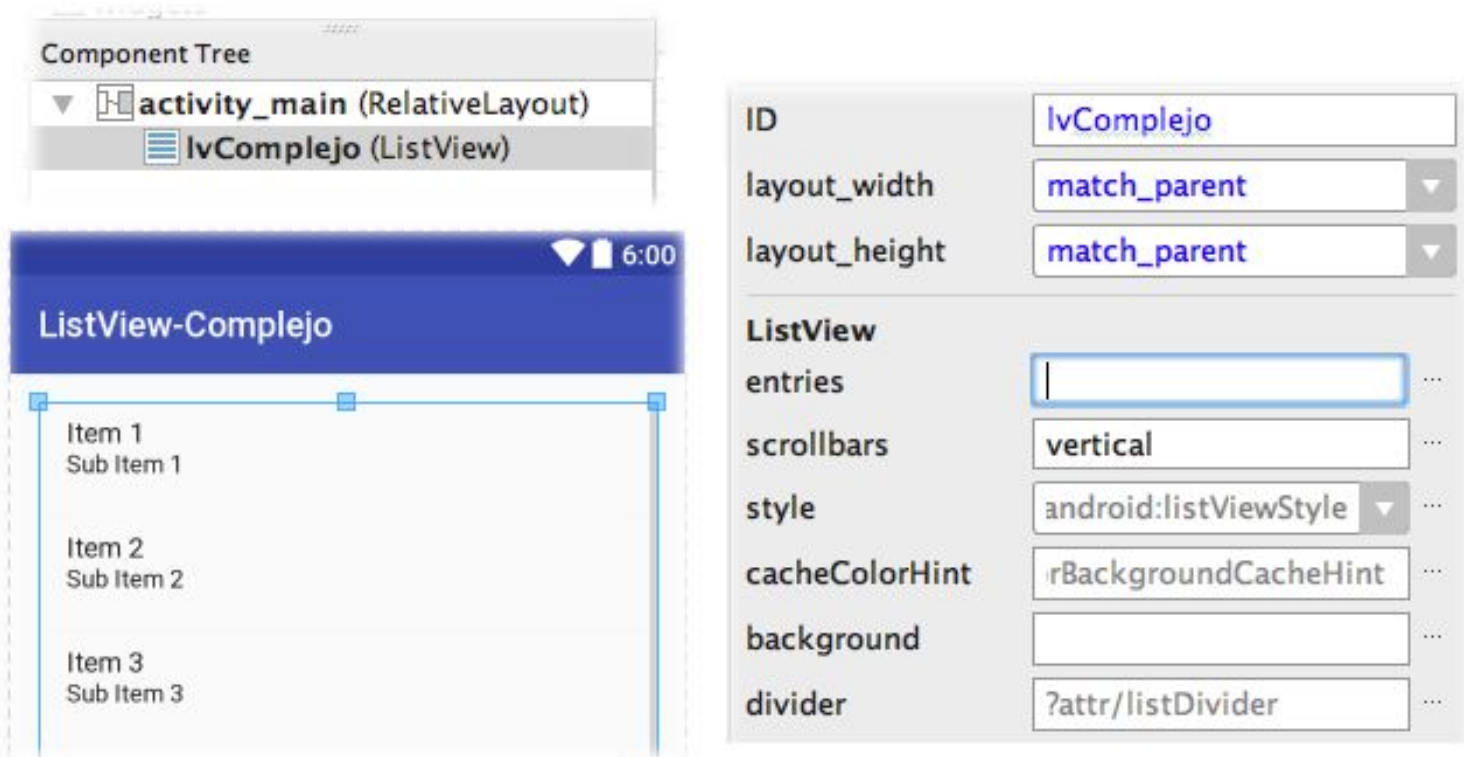 Component Tree
activity_main (RelativeLayout)
lvComplejo (ListView)
6:00
ListView-Complejo
Item 1
Sub Item 1
Item 2
Sub Item 2
Item 3
Sub Item 3
ID lvComplejo
layout_width match_parent
layout_height match_parent
ListView
entries ...
scrollbars vertical ...
style android:listViewStyle ...
cacheColorHint rBackgroundCacheHint ...
background ...
divider ?attr/listDivider ...